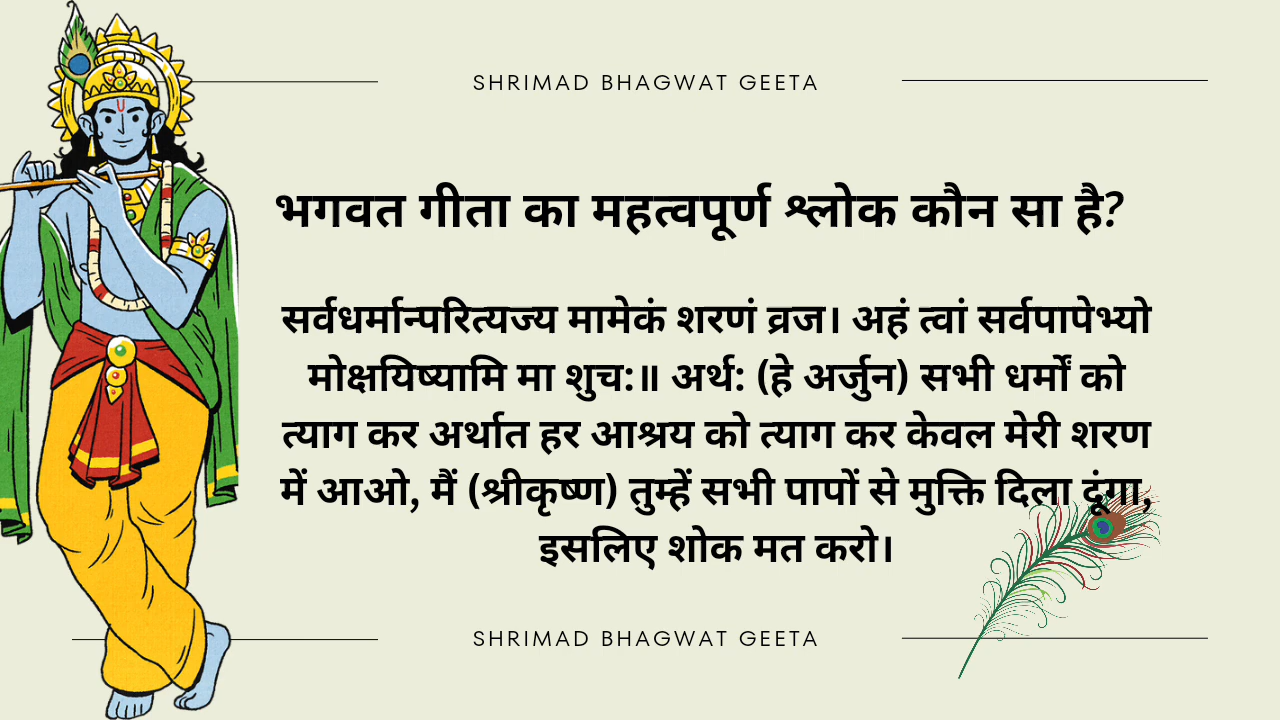 SHRIMAD BHAGWAT GEETA
भगवत गीता का महत्वपूर्ण श्लोक कौन सा है?
सर्वधर्मान्परित्यज्य मामेकं शरणं व्रज। अहं त्वां सर्वपापेभ्यो
मोक्षयिष्यामि मा शुच:॥ अर्थ: (हे अर्जुन) सभी धर्मों को
त्याग कर अर्थात हर आश्रय को त्याग कर केवल मेरी शरण
में आओ, मैं (श्रीकृष्ण) तुम्हें सभी पापों से मुक्ति दिला दूंगा,
इसलिए शोक मत करो।
SHRIMAD BHAGWAT GEETA